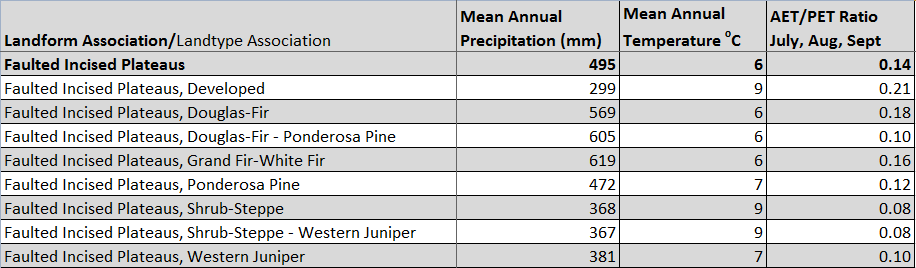 Landform Association/Landtype Association Mean Annual Precipitation (mm) Mean Annual Temperature ⁰C AET/PET Ratio July, Aug, Sept
Faulted Incised Plateaus 495 6 0.14
Faulted Incised Plateaus, Developed 299 9 0.21
Faulted Incised Plateaus, Douglas-Fir 569 6 0.18
Faulted Incised Plateaus, Douglas-Fir - Ponderosa Pine 605 6 0.10
Faulted Incised Plateaus, Grand Fir-White Fir 619 6 0.16
Faulted Incised Plateaus, Ponderosa Pine 472 7 0.12
Faulted Incised Plateaus, Shrub-Steppe 368 9 0.08
Faulted Incised Plateaus, Shrub-Steppe - Western Juniper 367 9 0.08
Faulted Incised Plateaus, Western Juniper 381 7 0.10